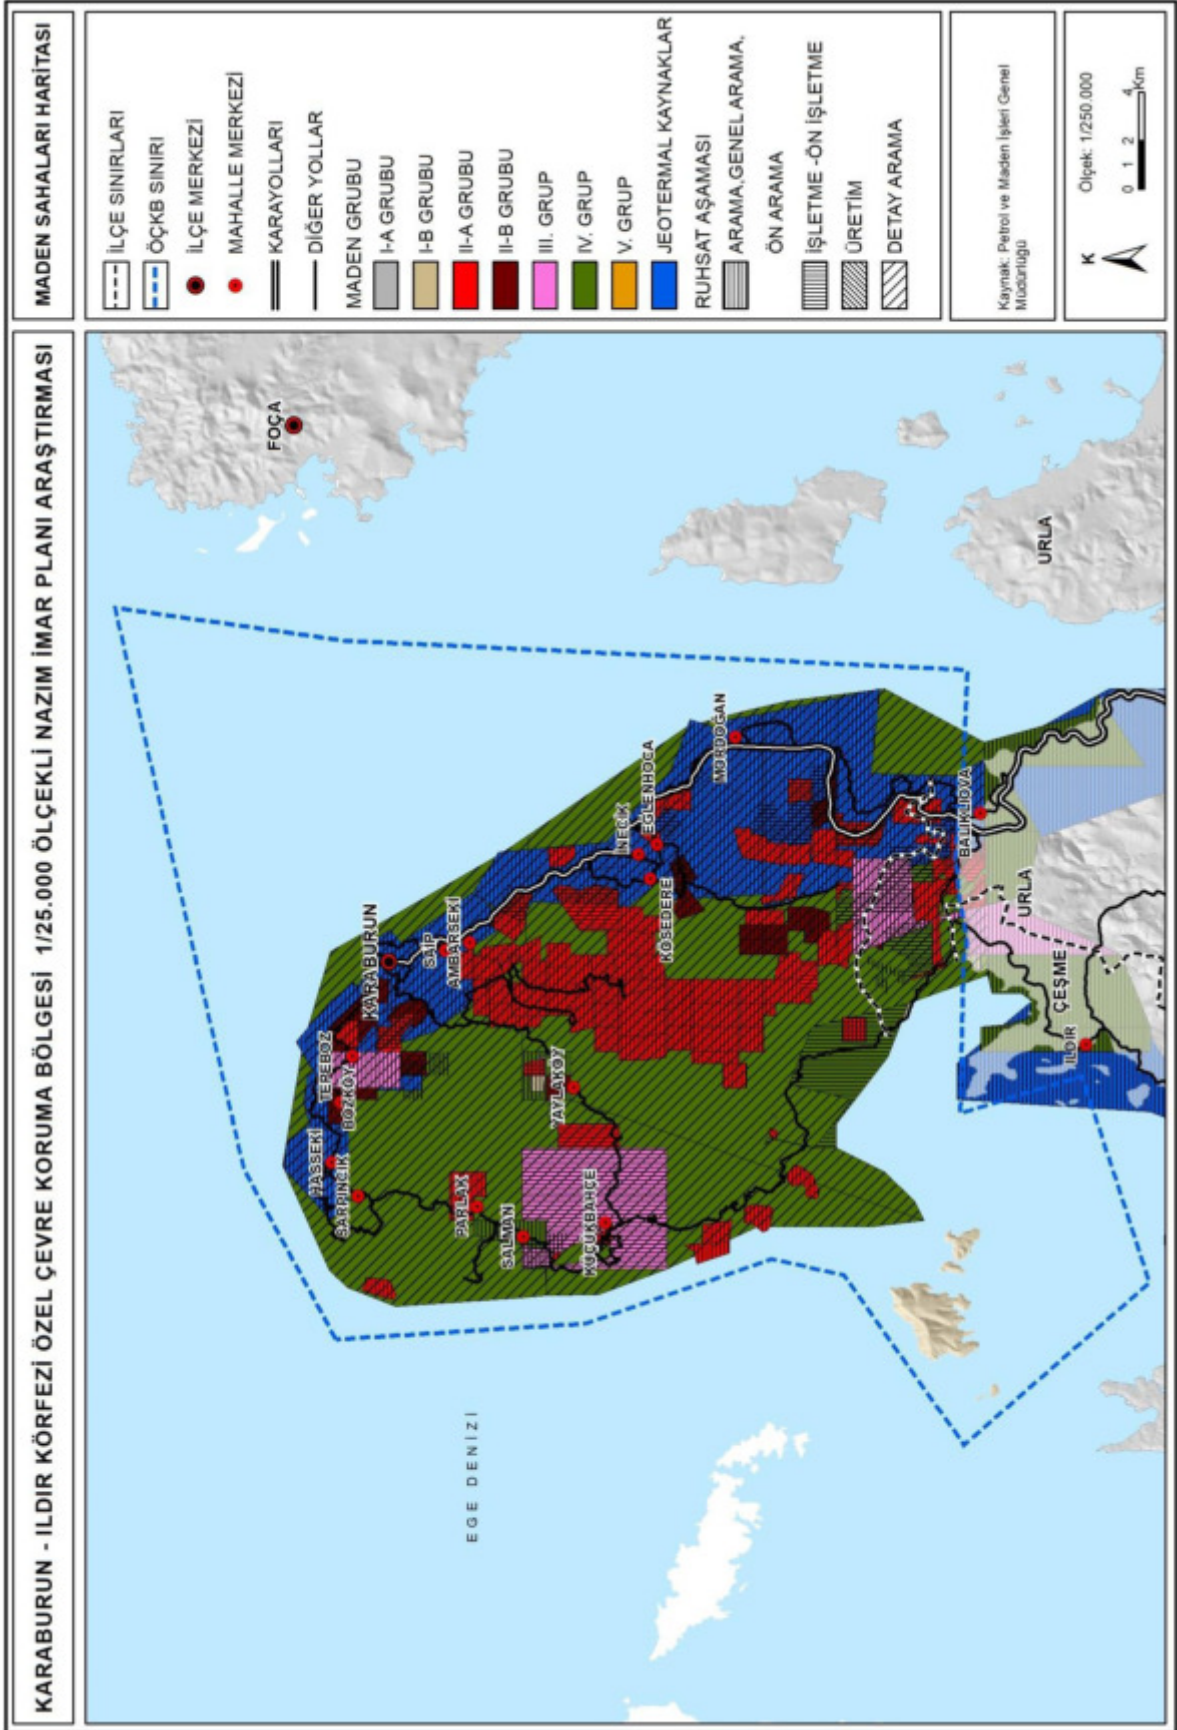 KARABURUN - ILDIR KÖRFEZİ ÖZEL ÇEVRE KORUMA BÖLGESİ 1/25.000 ÖLÇEKLİ NAZIM İMAR PLANI ARAŞTIRMASI
MADEN SAHALARI HARİTASI
FOÇA
KARABURUN
TEPEBOZ
BOZKÖY
HASSEKİ
SARPINCIK
SAİP
AMBARSEKİ
PARLAK
SALMAN
YAYLAKÖY
KÜÇÜKBAHÇE
İNECİK
EĞLENHOCA
KÖSEDERE
MORDOĞAN
BALIKLIOVA
URLA
URLA
ÇEŞME
ILDIR
EGE DENİZİ
İLÇE SINIRLARI
ÖÇKB SINIRI
İLÇE MERKEZİ
MAHALLE MERKEZİ
KARAYOLLARI
DİĞER YOLLAR
MADEN GRUBU
I-A GRUBU
I-B GRUBU
II-A GRUBU
II-B GRUBU
III. GRUP
IV. GRUP
V. GRUP
JEOTERMAL KAYNAKLAR
RUHSAT AŞAMASI
ARAMA,GENEL ARAMA,
ÖN ARAMA
İŞLETME -ÖN İŞLETME
ÜRETİM
DETAY ARAMA
Kaynak: Petrol ve Maden İşleri Genel
Müdürlüğü
K
Ölçek: 1/250.000
0 1 2 4 Km